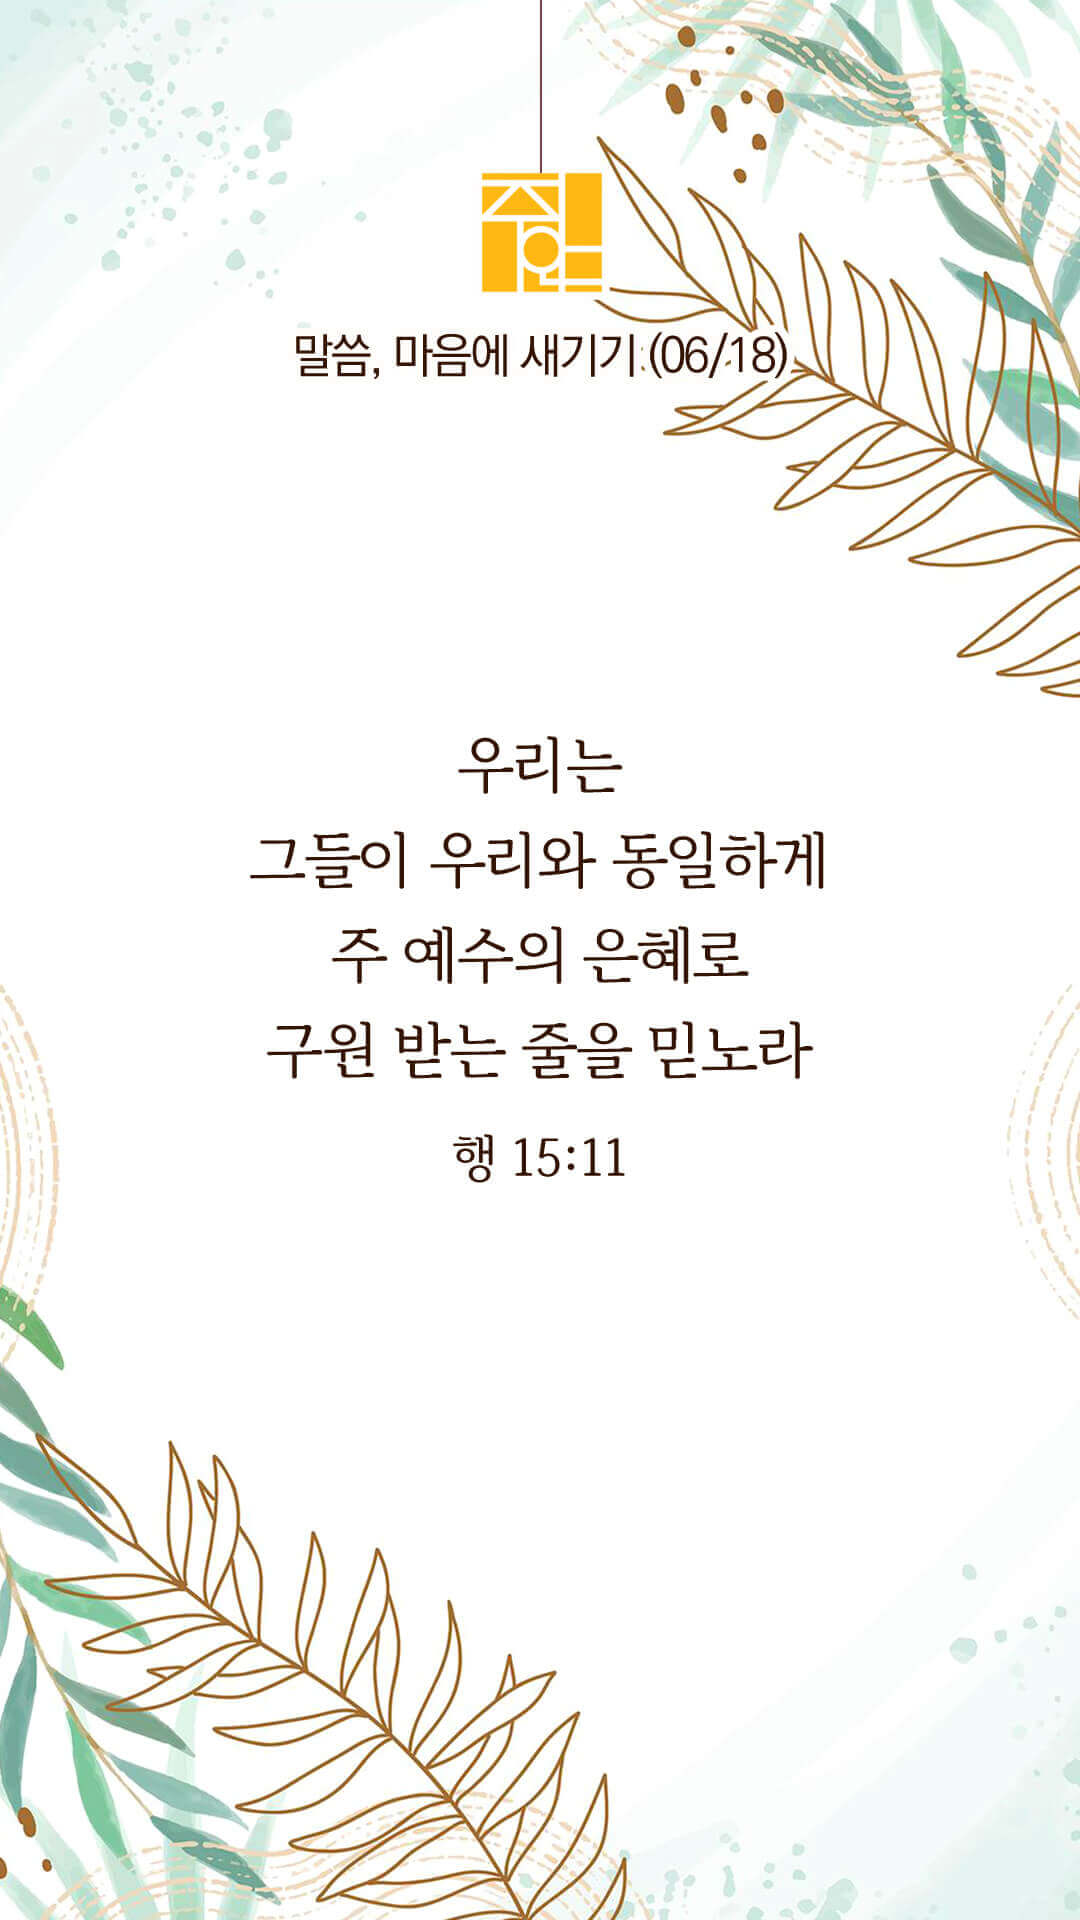 주안
말씀, 마음에 새기기 (06/18)
우리는
그들이 우리와 동일하게
주 예수의 은혜로
구원 받는 줄을 믿노라
행 15:11